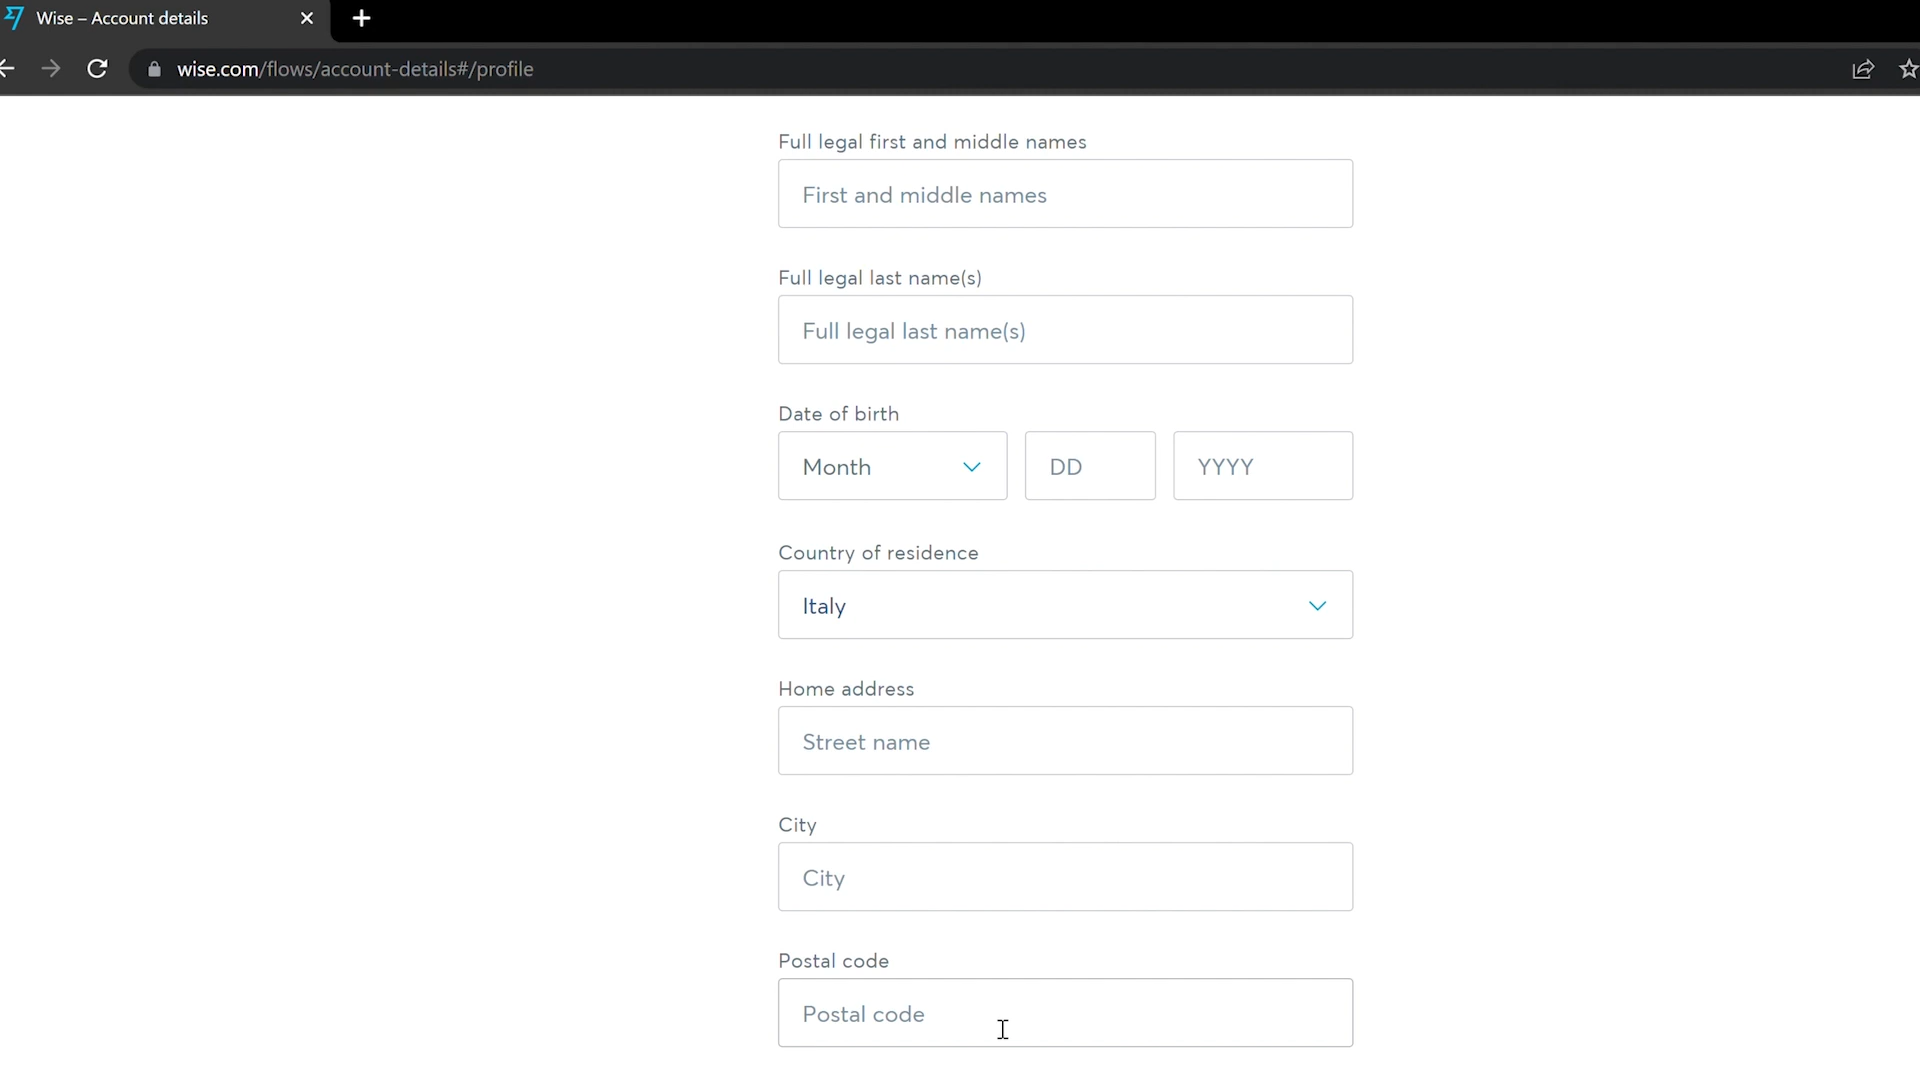 Wise – Account details
wise.com/flows/account-details#/profile
Full legal first and middle names
First and middle names
Full legal last name(s)
Full legal last name(s)
Date of birth
Month DD YYYY
Country of residence
Italy
Home address
Street name
City
City
Postal code
Postal code